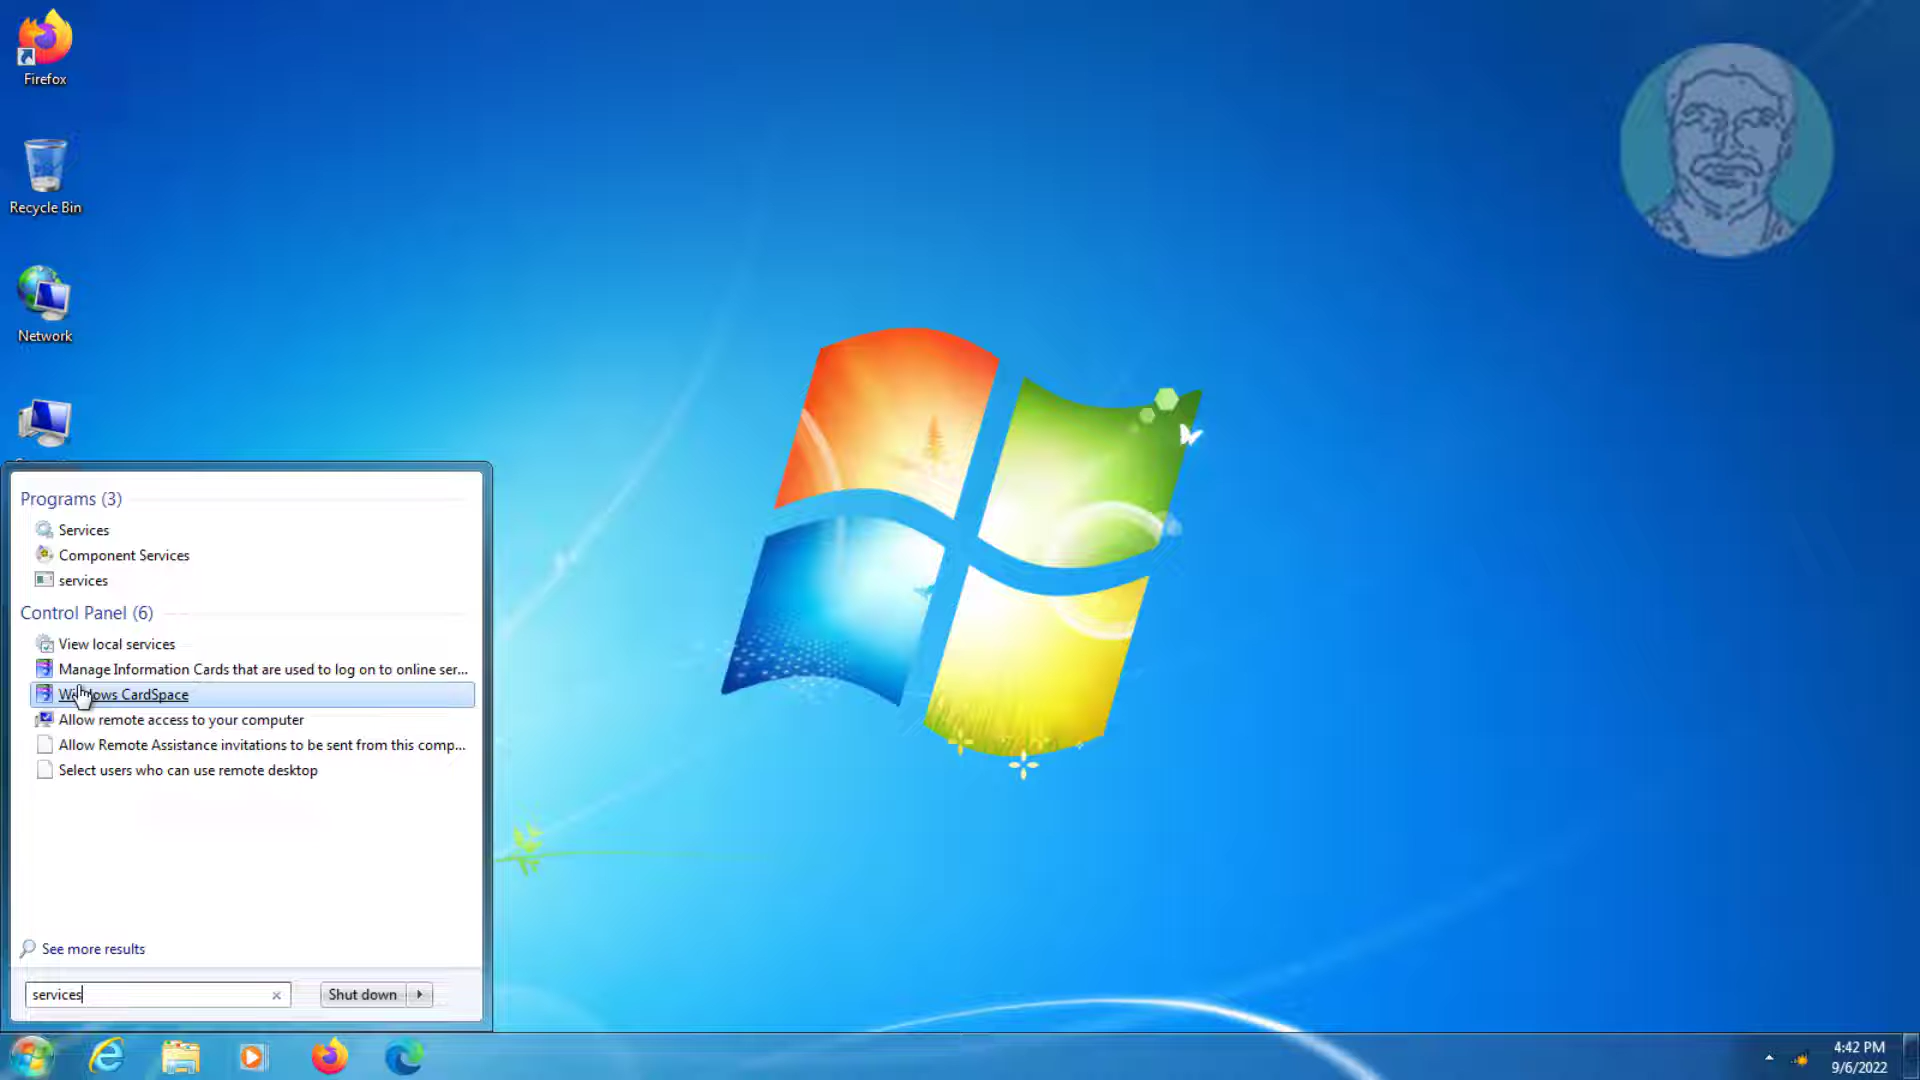 Firefox
Recycle Bin
Network
Programs (3)
Services
Component Services
services
Control Panel (6)
View local services
Manage Information Cards that are used to log on to online ser...
Windows CardSpace
Allow remote access to your computer
Allow Remote Assistance invitations to be sent from this comp...
Select users who can use remote desktop
See more results
services
Shut down
4:42 PM
9/6/2022